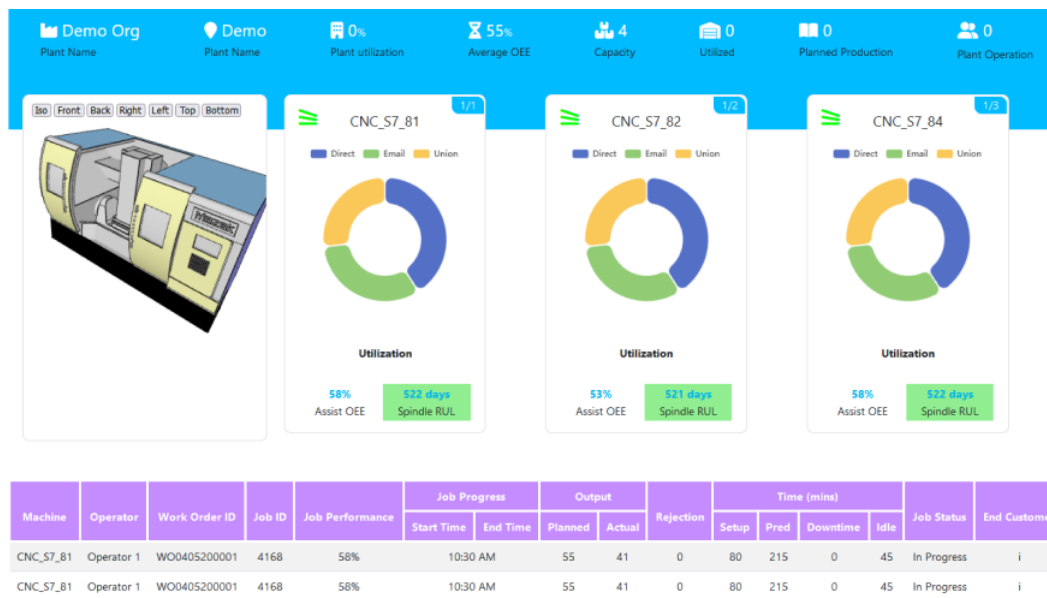 Demo Org
Plant Name
Demo
Plant Name
0%
Plant utilization
55%
Average OEE
4
Capacity
0
Utilized
0
Planned Production
0
Plant Operation
Iso Front Back Right Left Top Bottom
1/1
CNC_S7_81
Direct Email Union
Utilization
58%
Assist OEE
522 days
Spindle RUL
1/2
CNC_S7_82
Direct Email Union
Utilization
53%
Assist OEE
521 days
Spindle RUL
1/3
CNC_S7_84
Direct Email Union
Utilization
58%
Assist OEE
522 days
Spindle RUL
Job Progress Output Time (mins)
Machine Operator Work Order ID Job ID Job Performance Rejection Job Status End Custome
Start Time End Time Planned Actual Setup Pred Downtime Idle
CNC_S7_81 Operator 1 WO0405200001 4168 58% 10:30 AM 55 41 0 80 215 0 45 In Progress i
CNC_S7_81 Operator 1 WO0405200001 4168 58% 10:30 AM 55 41 0 80 215 0 45 In Progress i